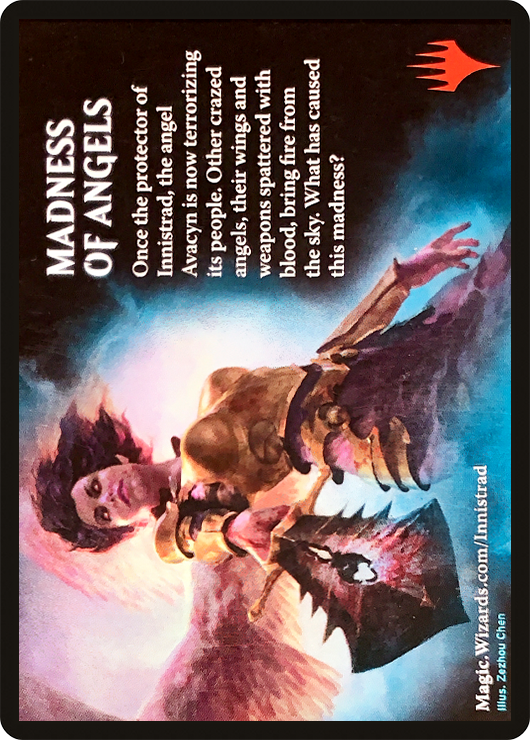 MADNESS
OF ANGELS
Once the protector of
Innistrad, the angel
Avacyn is now terrorizing
its people. Other crazed
angels, their wings and
weapons spattered with
blood, bring fire from
the sky. What has caused
this madness?
Magic.Wizards.com/Innistrad
Illus. Zezhou Chen